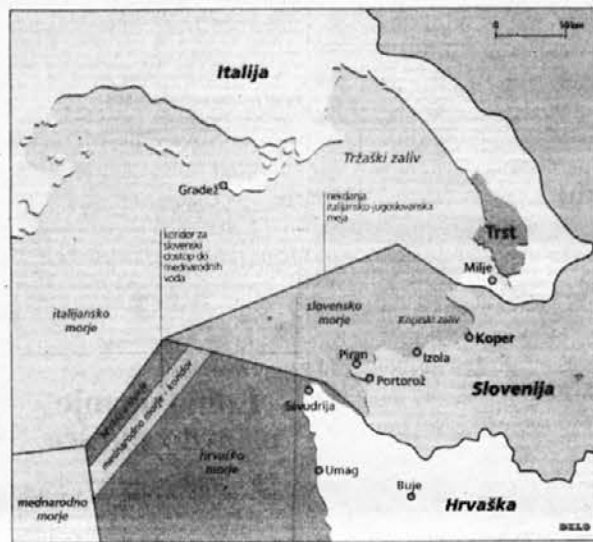 0 10 km
Italija
Tržaški zaliv
Gradež
nekdanja
italijansko-jugoslovanska
meja
Trst
koridor za
slovenski
dostop do
mednarodnih
voda
Milje
italijansko
morje
slovensko
morje
Koprski zaliv
Koper
Piran
Izola
Portorož
Slovenija
Savudrija
mednarodno morje - koridor
hrvaško
morje
Umag
Buje
mednarodno
morje
Hrvaška
DELO